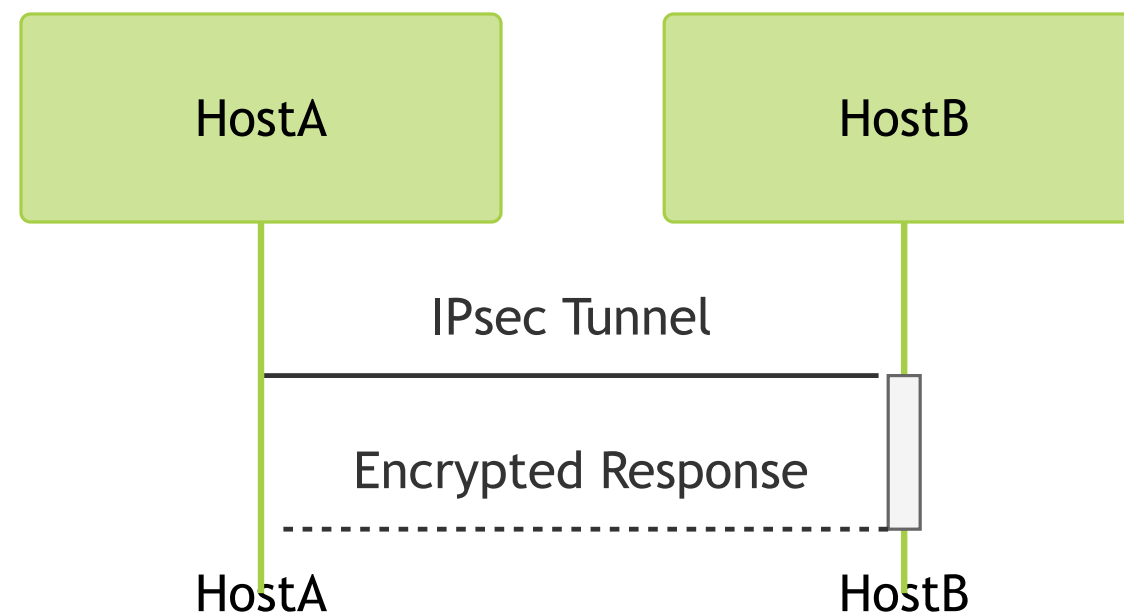 HostA
HostB
IPsec Tunnel
Encrypted Response
HostA
HostB